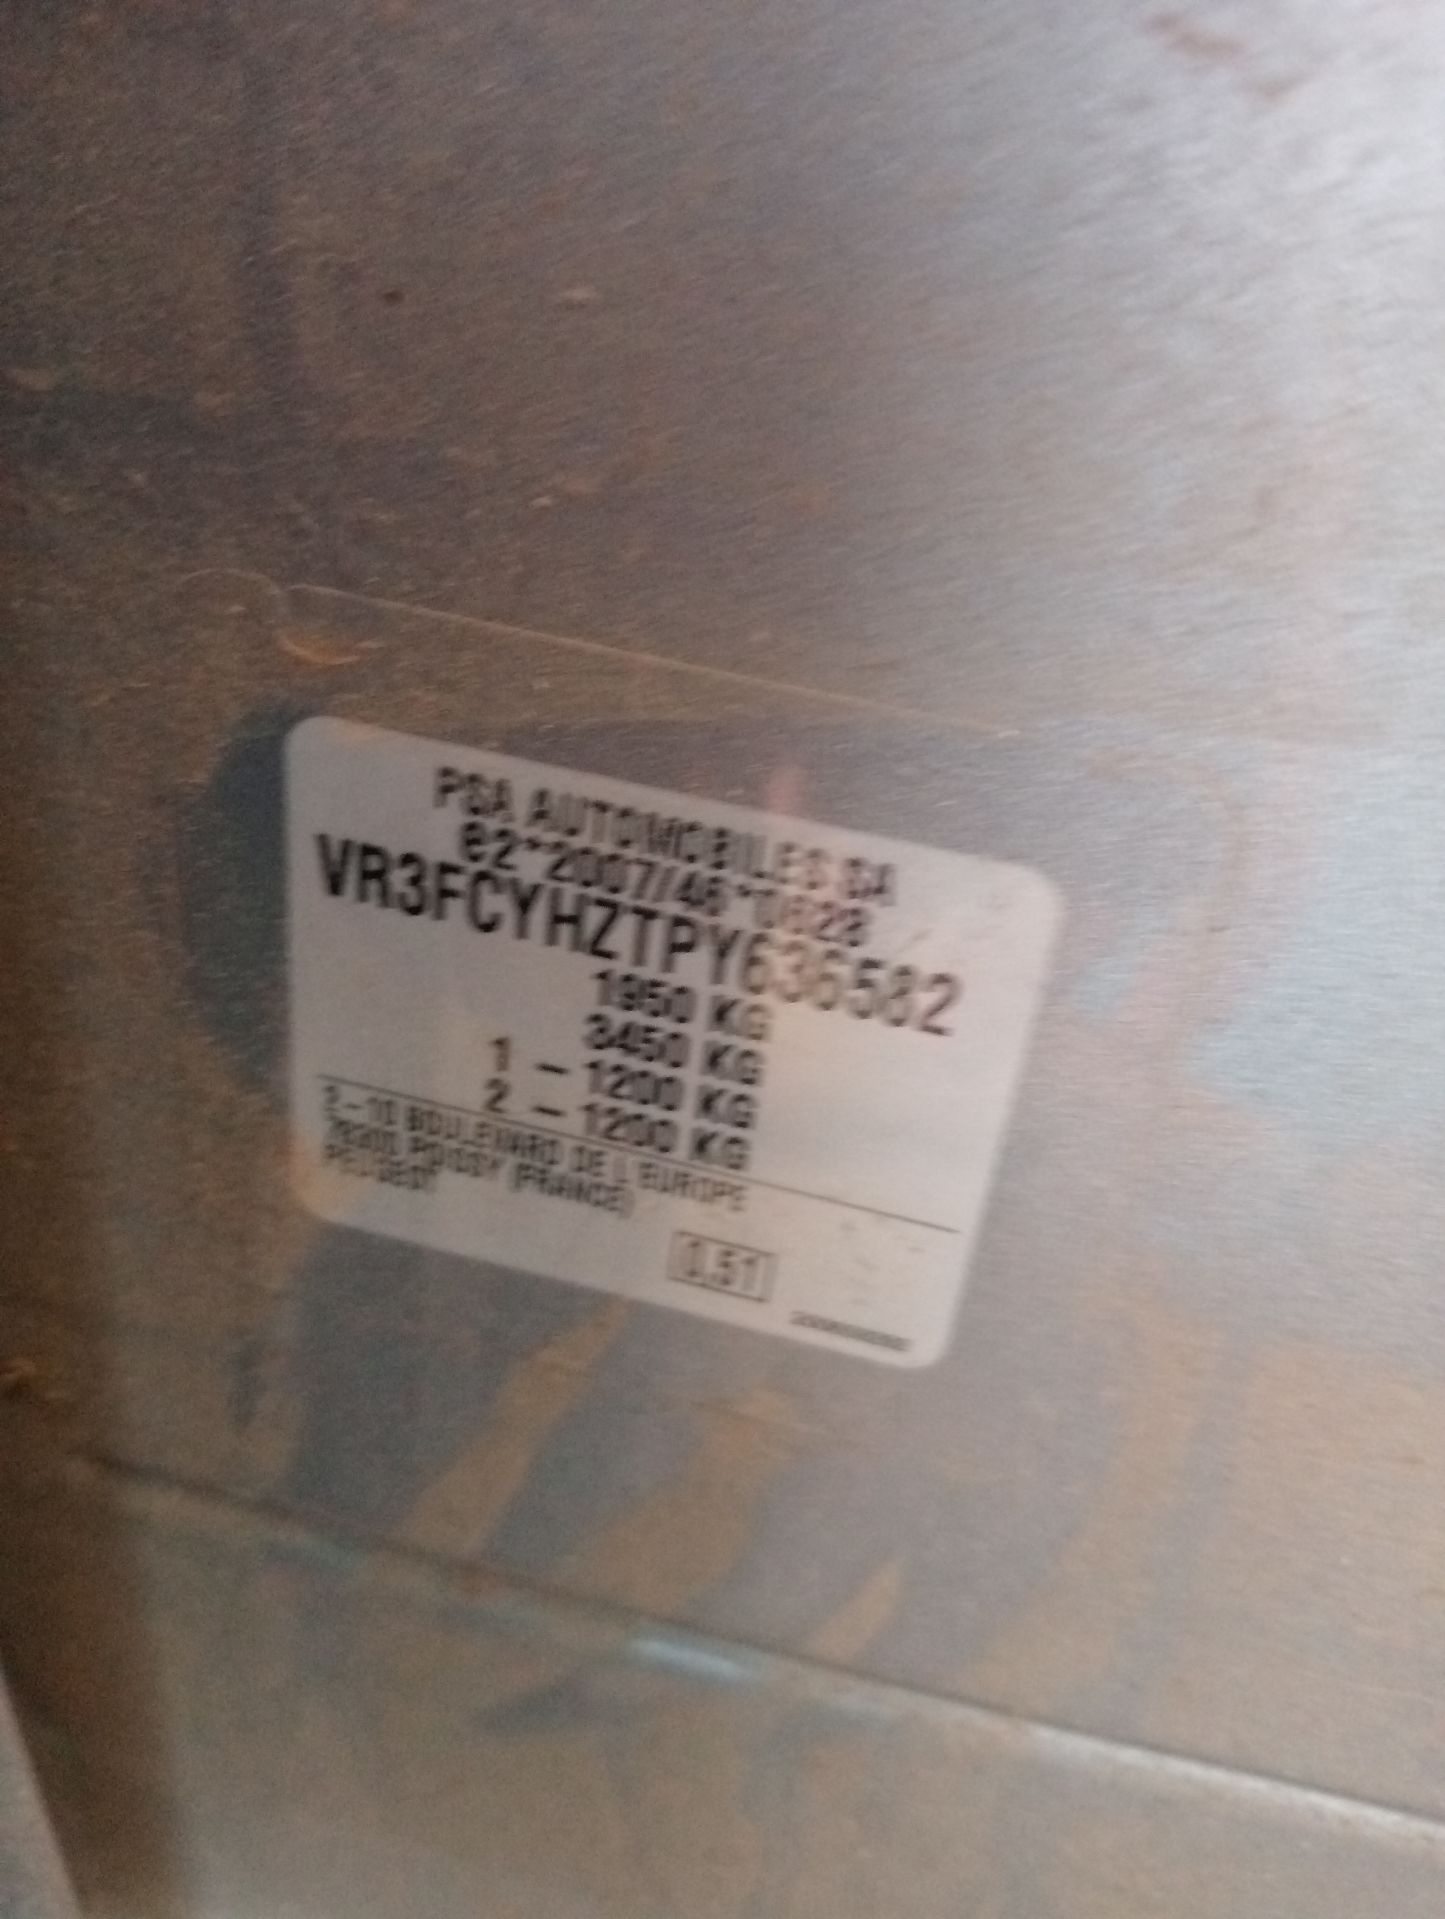 PSA AUTOMOBILES SA
e2*2007/46*0628
VR3FCYHZTPY636582
1950 KG
3450 KG
1 – 1200 KG
2 – 1200 KG
2–10 BOULEVARD DE L'EUROPE
78300 POISSY (FRANCE)
PEUGEOT
0.51